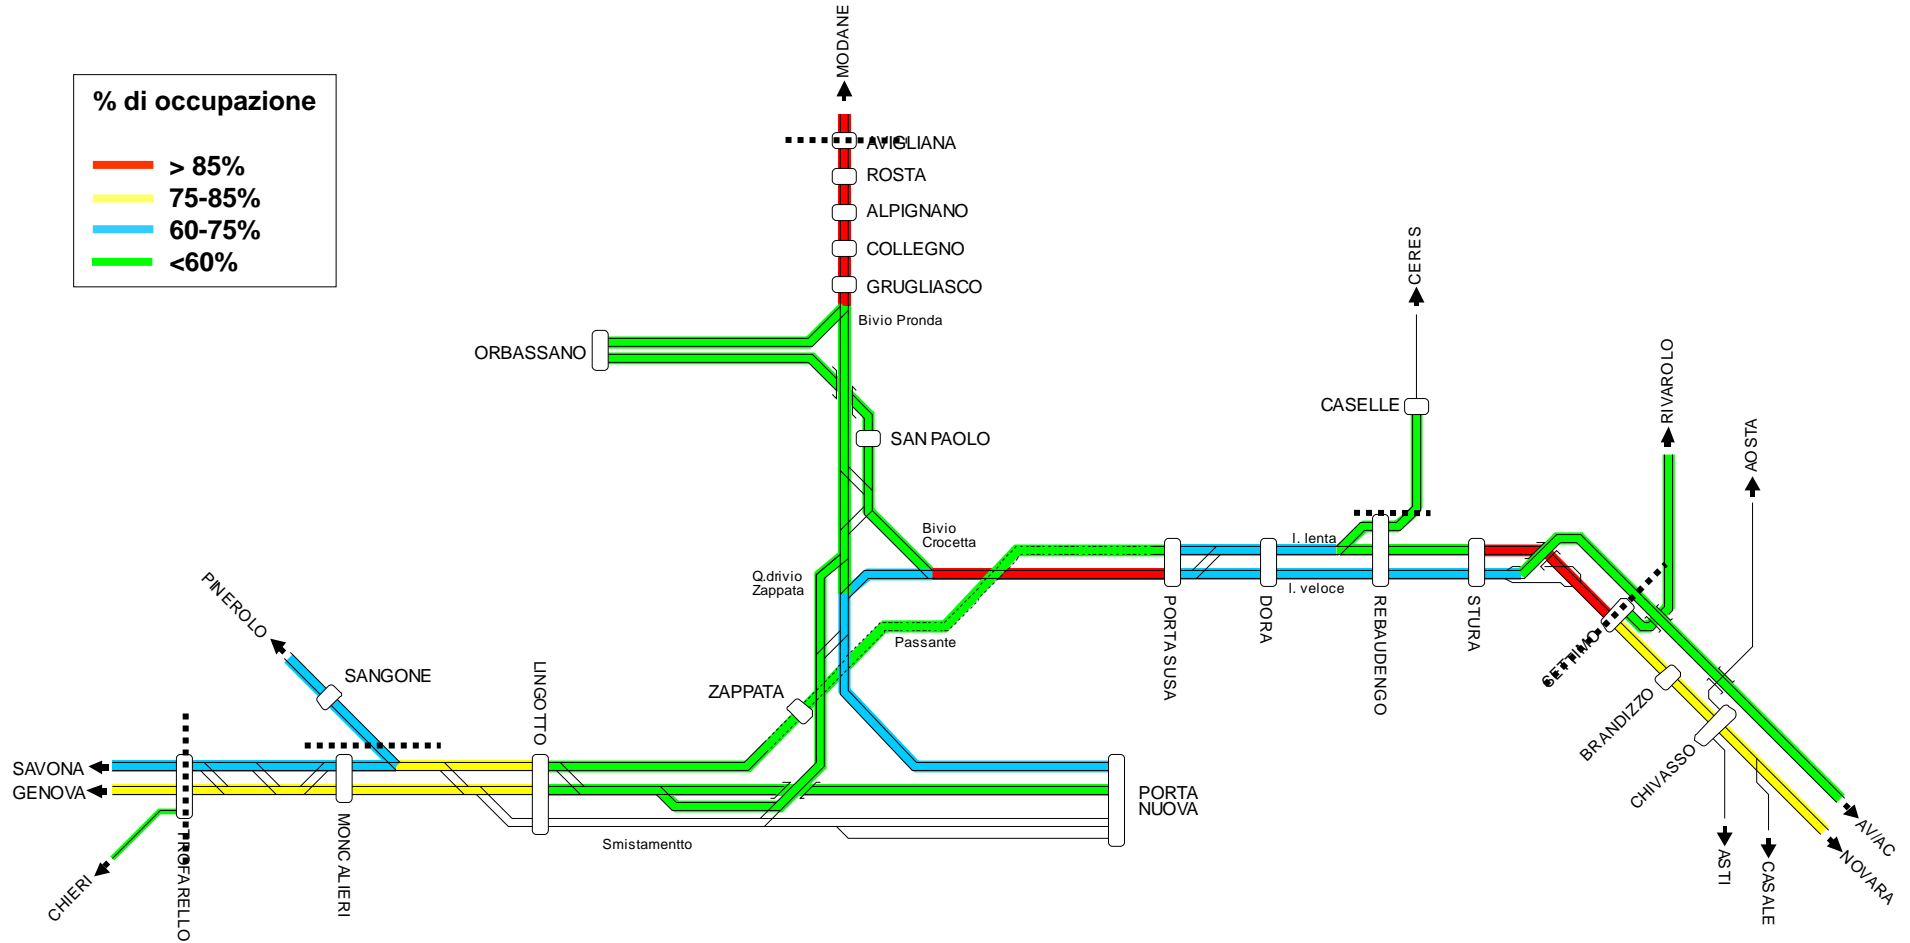 % di occupazione
> 85%
75-85%
60-75%
<60%
MODANE
AVIGLIANA
ROSTA
ALPIGNANO
COLLEGNO
GRUGLIASCO
Bivio Pronda
ORBASSANO
SAN PAOLO
CERES
CASELLE
RIVAROLO
AOSTA
Bivio
Crocetta
l. lenta
l. veloce
Q.drivio
Zappata
Passante
PORTA SUSA
DORA
REBAUDENGO
STURA
SETTIMO
BRANDIZZO
CHIVASSO
PINEROLO
SANGONE
LINGOTTO
ZAPPATA
SAVONA
GENOVA
PORTA
NUOVA
Smistamentto
CHIERI
TROFARELLO
MONCALIERI
ASTI
CASALE
AV/AC
NOVARA